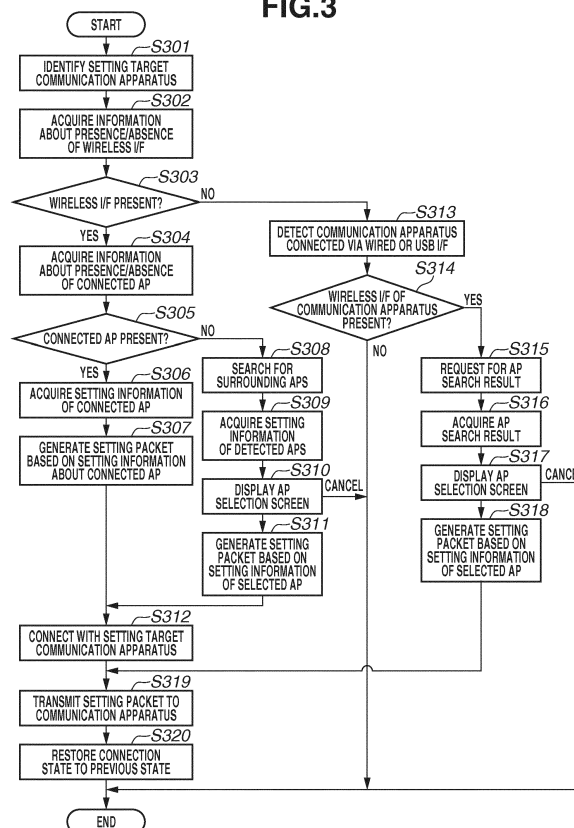 FIG.3
START
S301
IDENTIFY SETTING TARGET
COMMUNICATION APPARATUS
S302
ACQUIRE INFORMATION
ABOUT PRESENCE/ABSENCE
OF WIRELESS I/F
S303
WIRELESS I/F PRESENT?
NO
YES
S304
ACQUIRE INFORMATION
ABOUT PRESENCE/ABSENCE
OF CONNECTED AP
S305
CONNECTED AP PRESENT?
NO
YES
S306
ACQUIRE SETTING INFORMATION
OF CONNECTED AP
S307
GENERATE SETTING PACKET
BASED ON SETTING INFORMATION
ABOUT CONNECTED AP
S308
SEARCH FOR
SURROUNDING APS
S309
ACQUIRE SETTING
INFORMATION
OF DETECTED APS
S310
DISPLAY AP
SELECTION SCREEN
CANCEL
S311
GENERATE SETTING
PACKET BASED ON
SETTING INFORMATION
OF SELECTED AP
S313
DETECT COMMUNICATION APPARATUS
CONNECTED VIA WIRED OR USB I/F
S314
WIRELESS I/F OF
COMMUNICATION APPARATUS
PRESENT?
YES
NO
S315
REQUEST FOR AP
SEARCH RESULT
S316
ACQUIRE AP
SEARCH RESULT
S317
DISPLAY AP
SELECTION SCREEN
S318
GENERATE SETTING
PACKET BASED ON
SETTING INFORMATION
OF SELECTED AP
S312
CONNECT WITH SETTING TARGET
COMMUNICATION APPARATUS
S319
TRANSMIT SETTING PACKET TO
COMMUNICATION APPARATUS
S320
RESTORE CONNECTION
STATE TO PREVIOUS STATE
END